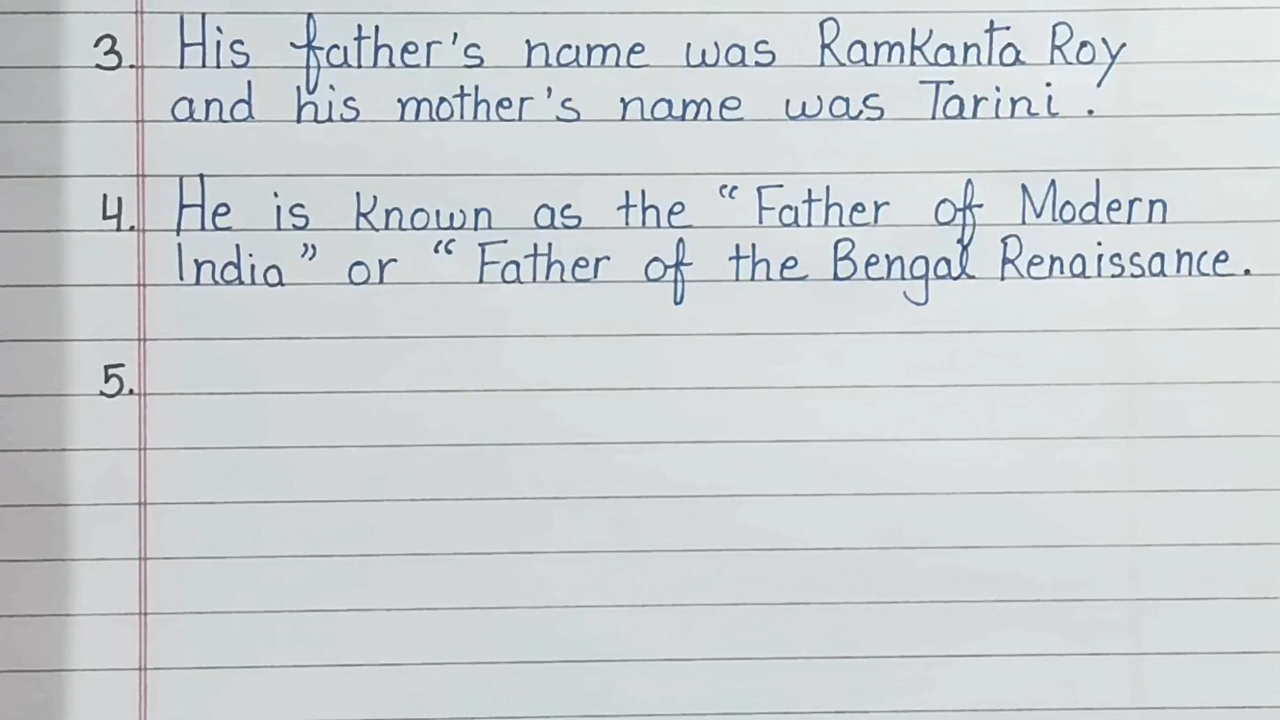 3. His father's name was RamKanta Roy
and his mother's name was Tarini.
4. He is known as the "Father of Modern
India" or "Father of the Bengal Renaissance.
5.